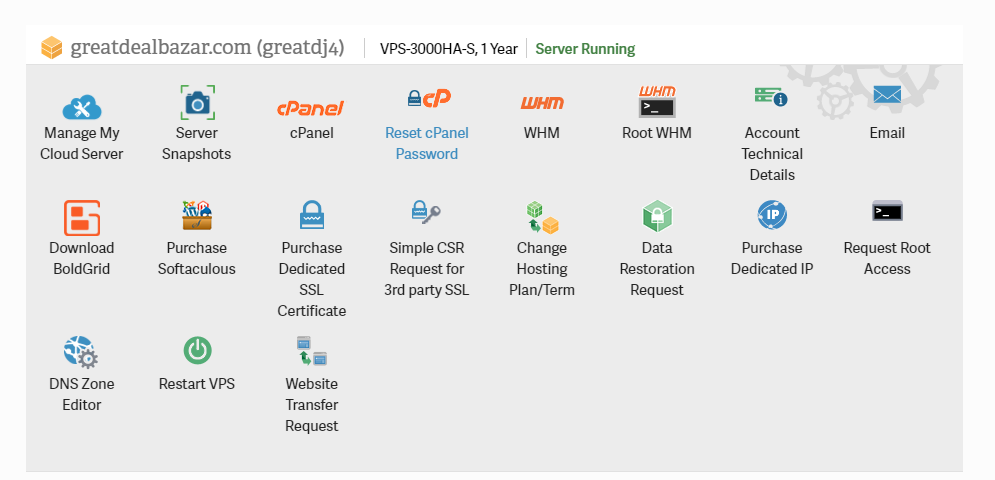 greatdealbazar.com (greatdj4) VPS-3000HA-S, 1 Year Server Running
cPanel
cP
WHM
WHM
>_
i
Manage My
Cloud Server
Server
Snapshots
cPanel
Reset cPanel
Password
WHM
Root WHM
Account
Technical
Details
Email
IP
>_
Download
BoldGrid
Purchase
Softaculous
Purchase
Dedicated
SSL
Certificate
Simple CSR
Request for
3rd party SSL
Change
Hosting
Plan/Term
Data
Restoration
Request
Purchase
Dedicated IP
Request Root
Access
DNS Zone
Editor
Restart VPS
Website
Transfer
Request